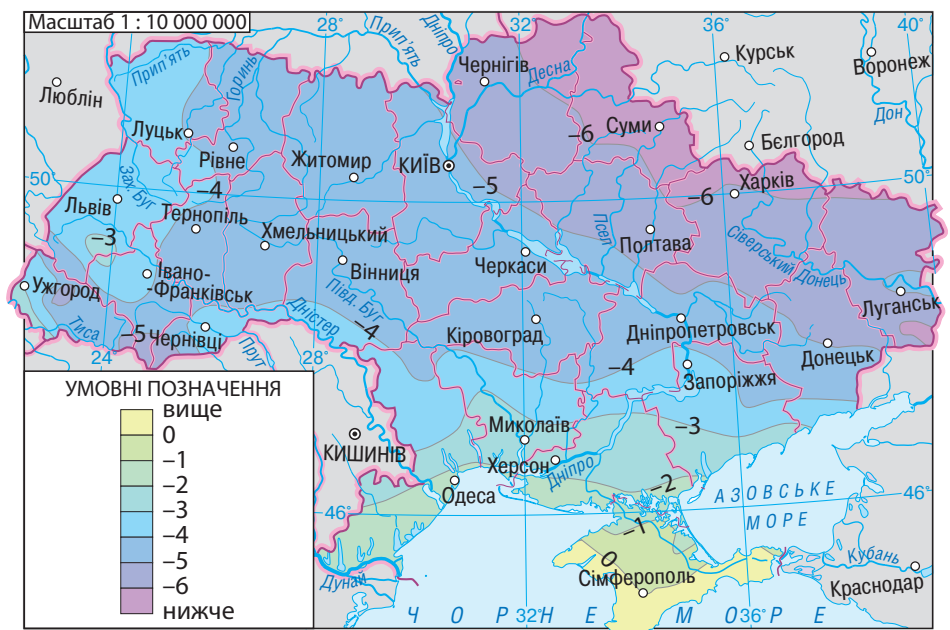 Масштаб 1 : 10 000 000
28°
32°
36°
40°
Дніпро
Прип'ять
Прип'ять
Горинь
Чернігів
Десна
Курськ
Воронеж
Дон
Люблін
Луцьк
Рівне
Житомир
КИЇВ
–6
Суми
Бєлгород
50°
50°
Зах. Буг
–4
–5
–6
Харків
Львів
Тернопіль
Хмельницький
Псел
Полтава
Сіверський Донець
–3
Івано-
-Франківськ
Вінниця
Черкаси
Ужгород
Півд. Буг
Луганськ
Тиса
–5
Чернівці
Дністер
–4
Кіровоград
Дніпропетровськ
Донецьк
24°
Прут
28°
–4
Запоріжжя
УМОВНІ ПОЗНАЧЕННЯ
вище
0
–1
–2
–3
–4
–5
–6
нижче
КИШИНІВ
Миколаїв
–3
Херсон
Дніпро
Одеса
–2
АЗОВСЬКЕ
МОРЕ
46°
46°
–1
0
Дунай
Сімферополь
Кубань
Краснодар
ЧОРНЕ МОРЕ
32°
36°